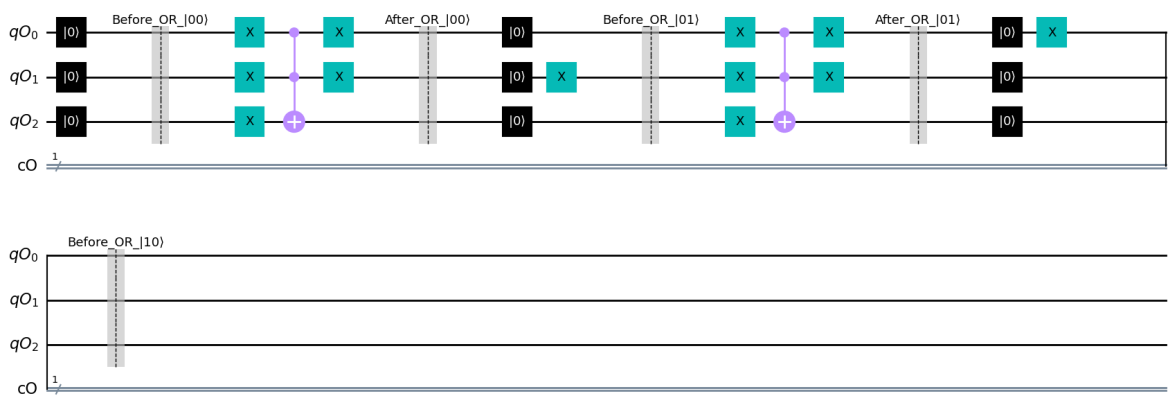 Before_OR_|00⟩ After_OR_|00⟩ Before_OR_|01⟩ After_OR_|01⟩
qO₀ |0⟩ X X |0⟩ X X |0⟩ X
qO₁ |0⟩ X X |0⟩ X X X |0⟩
qO₂ |0⟩ X |0⟩ X |0⟩
cO 1
Before_OR_|10⟩
qO₀
qO₁
qO₂
cO 1